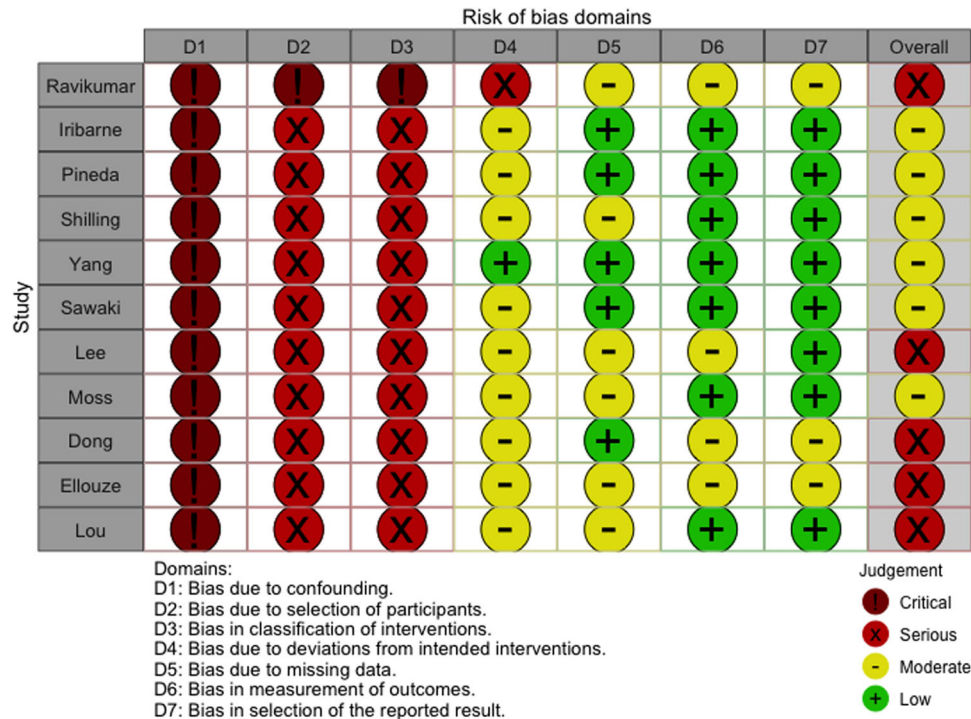 Risk of bias domains
D1 D2 D3 D4 D5 D6 D7 Overall
Study
Ravikumar ! ! ! X - - - X
Iribarne ! X X - + + + -
Pineda ! X X - + + + -
Shilling ! X X - - + + -
Yang ! X X + + + + -
Sawaki ! X X - + + + -
Lee ! X X - - - + X
Moss ! X X - - + + -
Dong ! X X - + - - X
Ellouze ! X X - - - - X
Lou ! X X - - + + X
Domains:
D1: Bias due to confounding.
D2: Bias due to selection of participants.
D3: Bias in classification of interventions.
D4: Bias due to deviations from intended interventions.
D5: Bias due to missing data.
D6: Bias in measurement of outcomes.
D7: Bias in selection of the reported result.
Judgement
! Critical
X Serious
- Moderate
+ Low